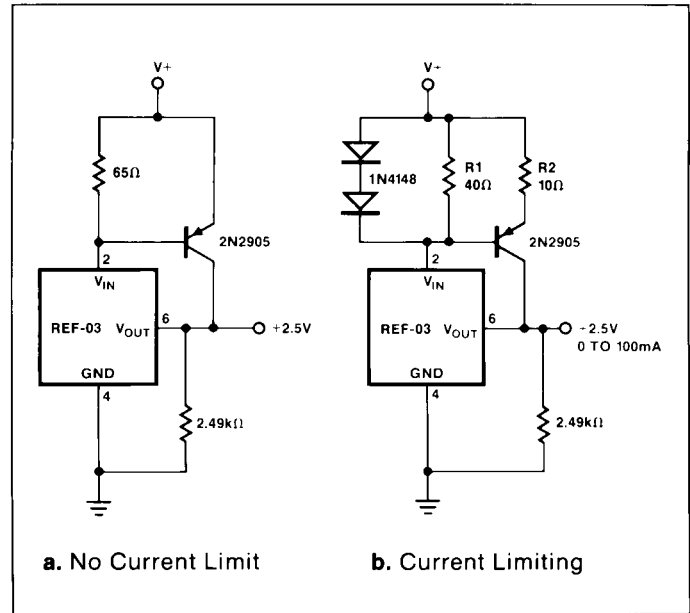 V+
65Ω
2N2905
2
V_IN
REF-03
V_OUT
6
+2.5V
GND
4
2.49kΩ
a. No Current Limit
V+
1N4148
R1
40Ω
R2
10Ω
2N2905
2
V_IN
REF-03
V_OUT
6
+2.5V
0 TO 100mA
GND
4
2.49kΩ
b. Current Limiting